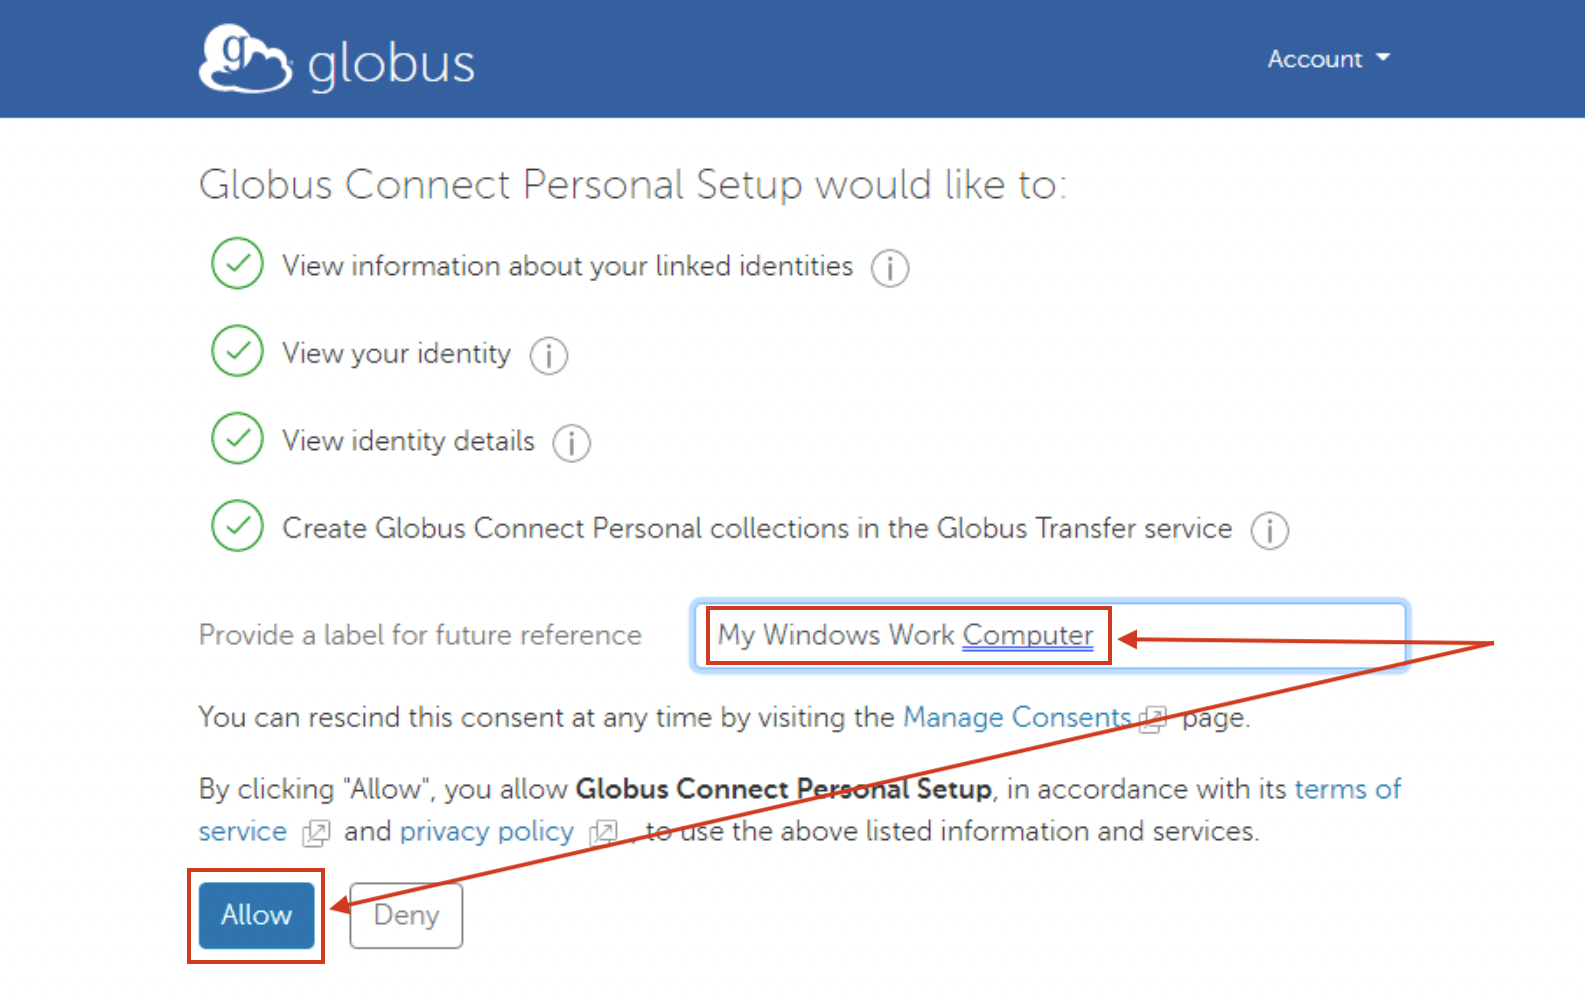 globus
Account
Globus Connect Personal Setup would like to:
View information about your linked identities
View your identity
View identity details
Create Globus Connect Personal collections in the Globus Transfer service
Provide a label for future reference
My Windows Work Computer
You can rescind this consent at any time by visiting the Manage Consents page.
By clicking "Allow", you allow Globus Connect Personal Setup, in accordance with its terms of
service and privacy policy , to use the above listed information and services.
Allow
Deny